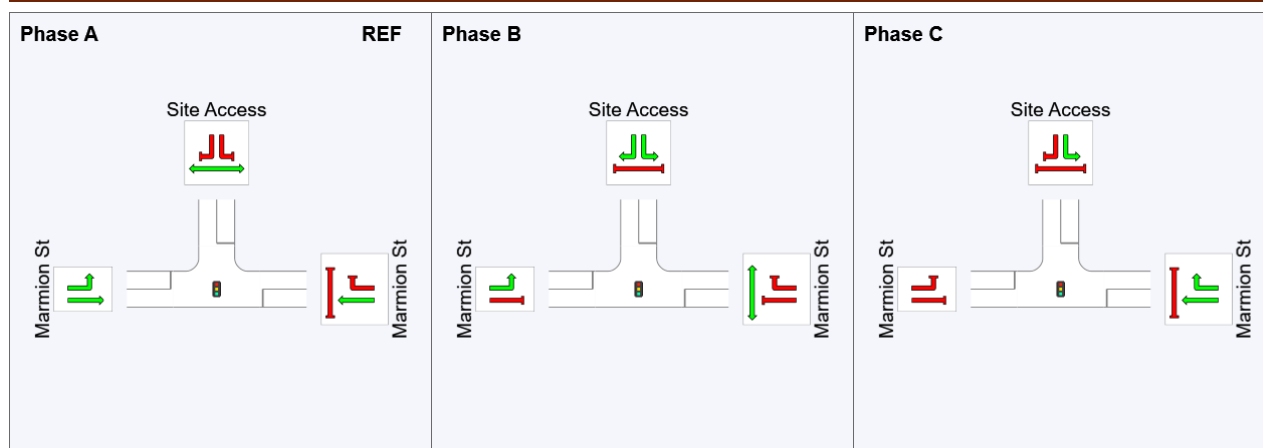 Phase A
REF
Site Access
Marmion St
Marmion St
Phase B
Site Access
Marmion St
Marmion St
Phase C
Site Access
Marmion St
Marmion St